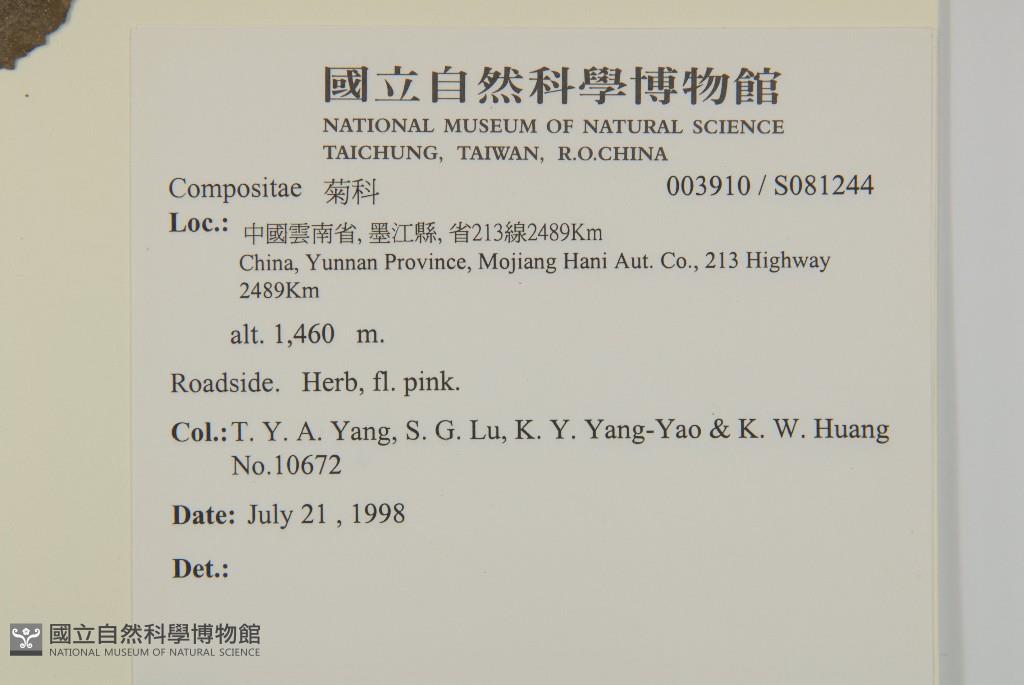 國立自然科學博物館
NATIONAL MUSEUM OF NATURAL SCIENCE
TAICHUNG, TAIWAN, R.O.CHINA
Compositae 菊科 003910 / S081244
Loc.: 中國雲南省, 墨江縣, 省213線2489Km
China, Yunnan Province, Mojiang Hani Aut. Co., 213 Highway
2489Km
alt. 1,460 m.
Roadside. Herb, fl. pink.
Col.: T. Y. A. Yang, S. G. Lu, K. Y. Yang-Yao & K. W. Huang
No.10672
Date: July 21 , 1998
Det.:
國立自然科學博物館
NATIONAL MUSEUM OF NATURAL SCIENCE